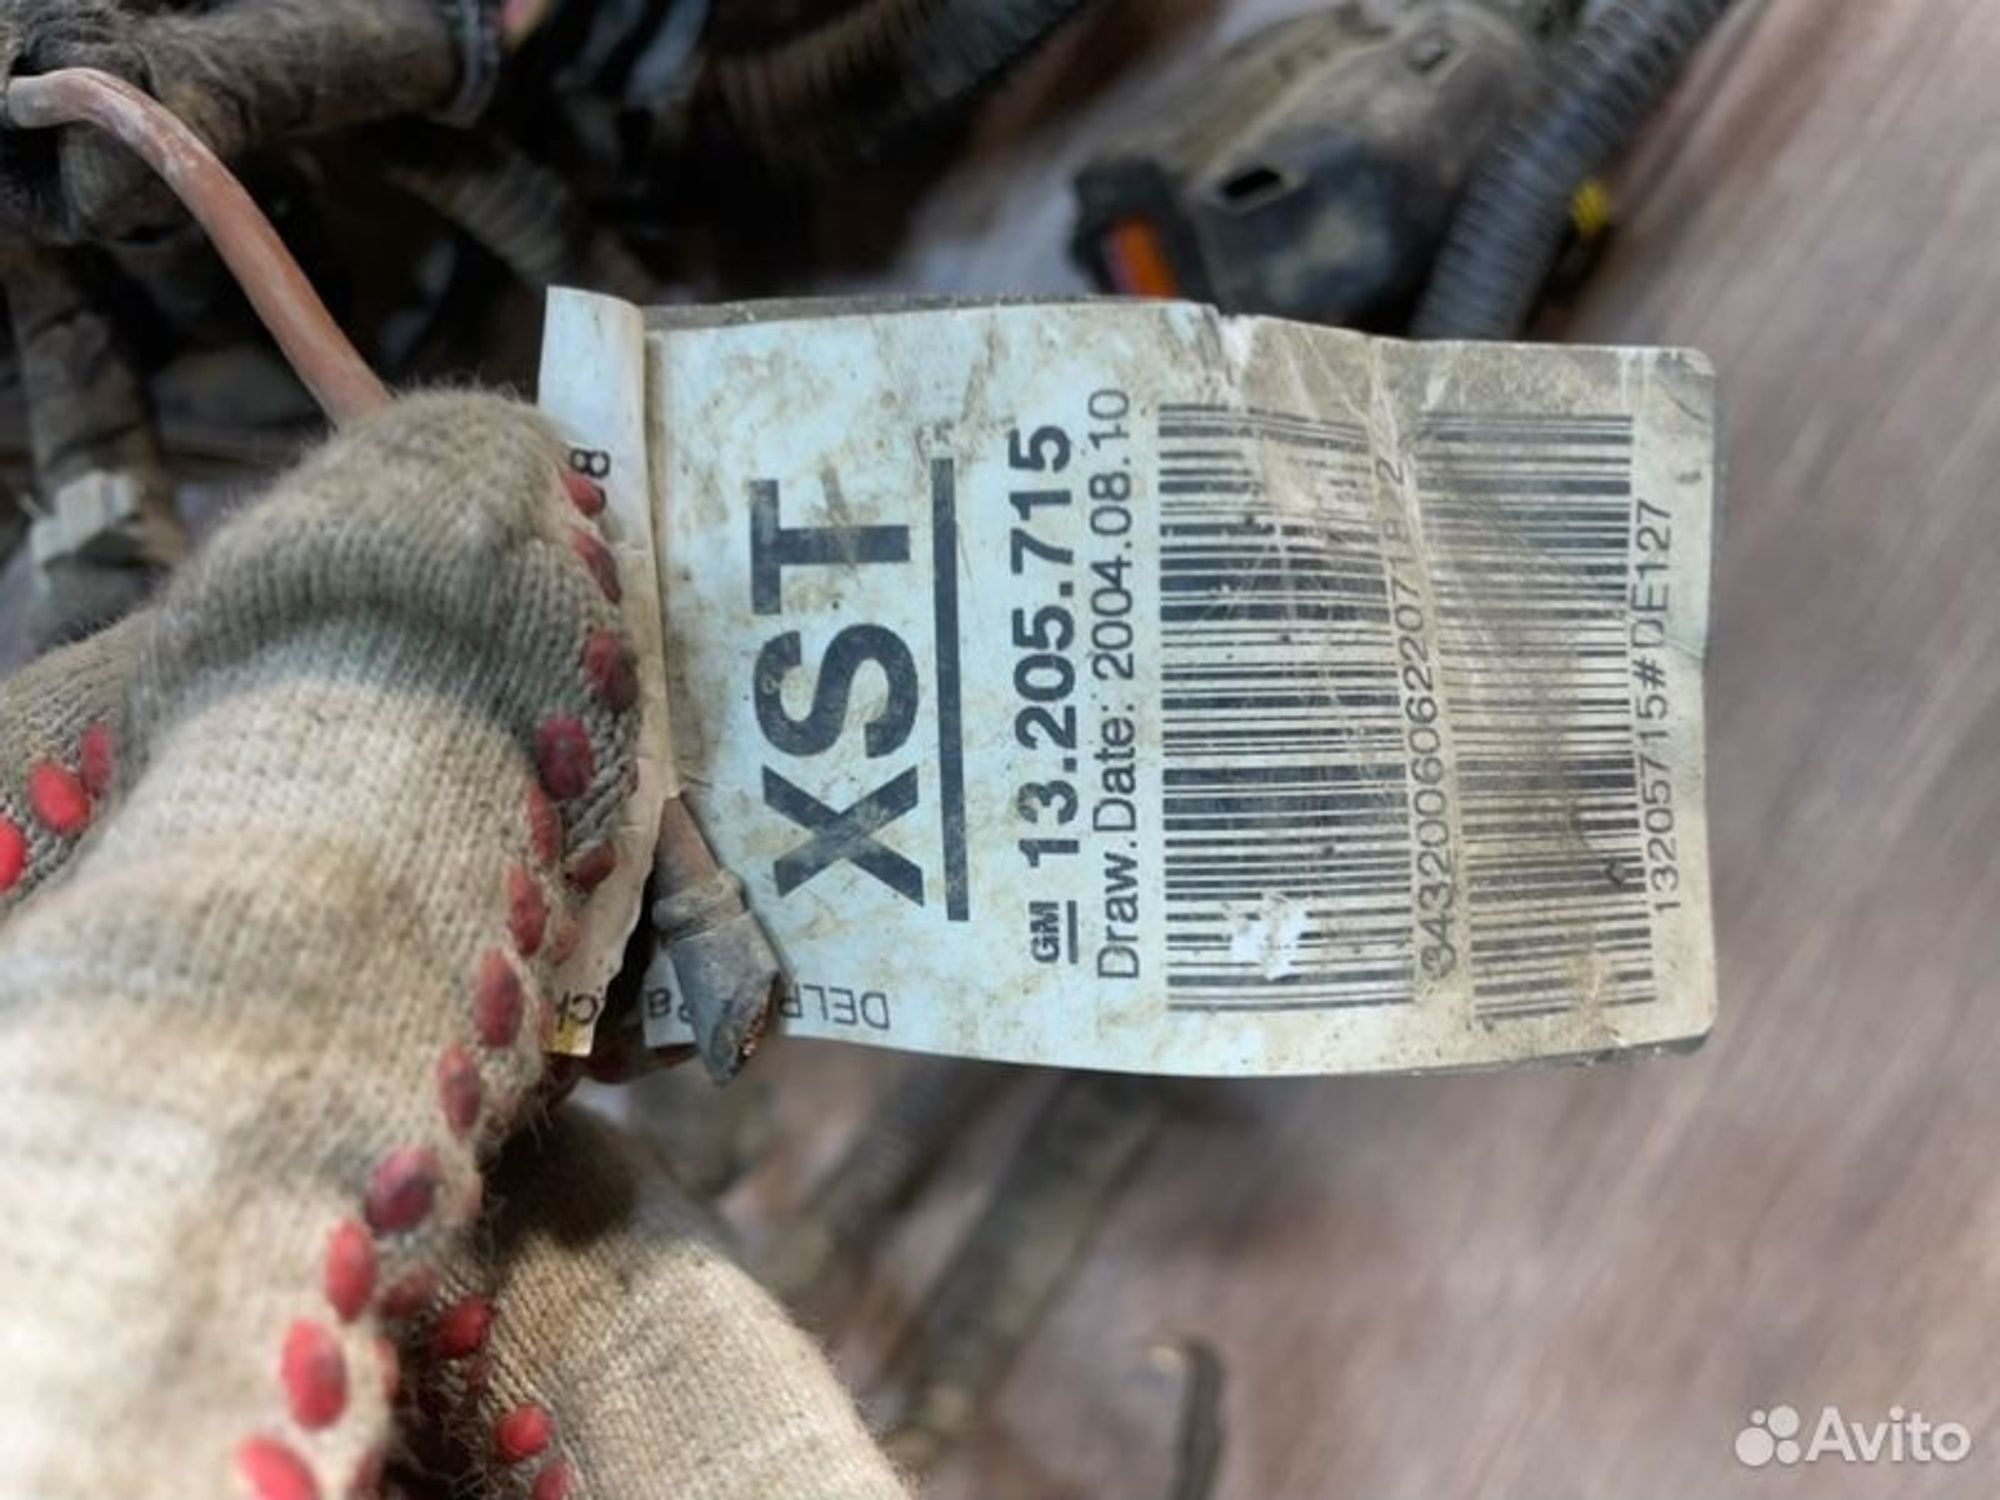 XST
GM 13.205.715
Draw.Date: 2004.08.10
13205715#DE127
Avito